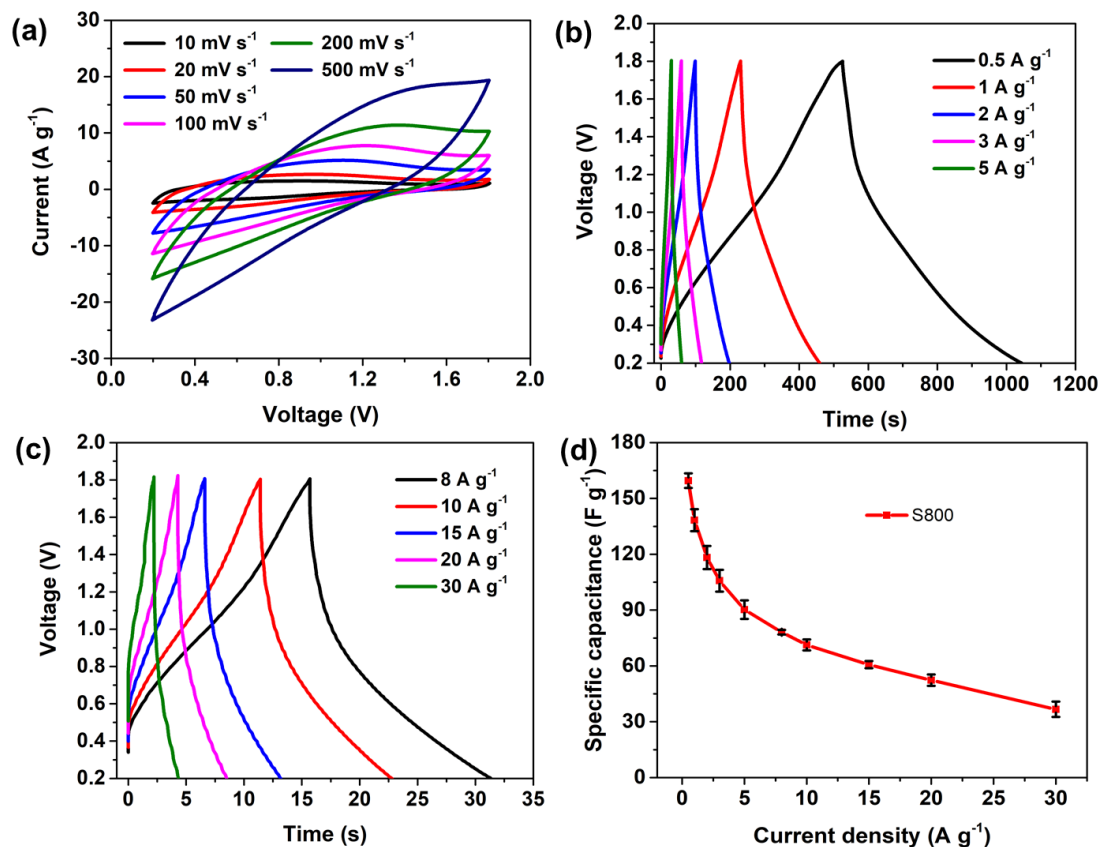 (a)
30
20
10
0
-10
-20
-30
Current (A g⁻¹)
10 mV s⁻¹
20 mV s⁻¹
50 mV s⁻¹
100 mV s⁻¹
200 mV s⁻¹
500 mV s⁻¹
0.0 0.4 0.8 1.2 1.6 2.0
Voltage (V)
(b)
2.0
1.8
1.6
1.4
1.2
1.0
0.8
0.6
0.4
0.2
Voltage (V)
0.5 A g⁻¹
1 A g⁻¹
2 A g⁻¹
3 A g⁻¹
5 A g⁻¹
0 200 400 600 800 1000 1200
Time (s)
(c)
2.0
1.8
1.6
1.4
1.2
1.0
0.8
0.6
0.4
0.2
Voltage (V)
8 A g⁻¹
10 A g⁻¹
15 A g⁻¹
20 A g⁻¹
30 A g⁻¹
0 5 10 15 20 25 30 35
Time (s)
(d)
180
150
120
90
60
30
0
Specific capacitance (F g⁻¹)
S800
0 5 10 15 20 25 30
Current density (A g⁻¹)